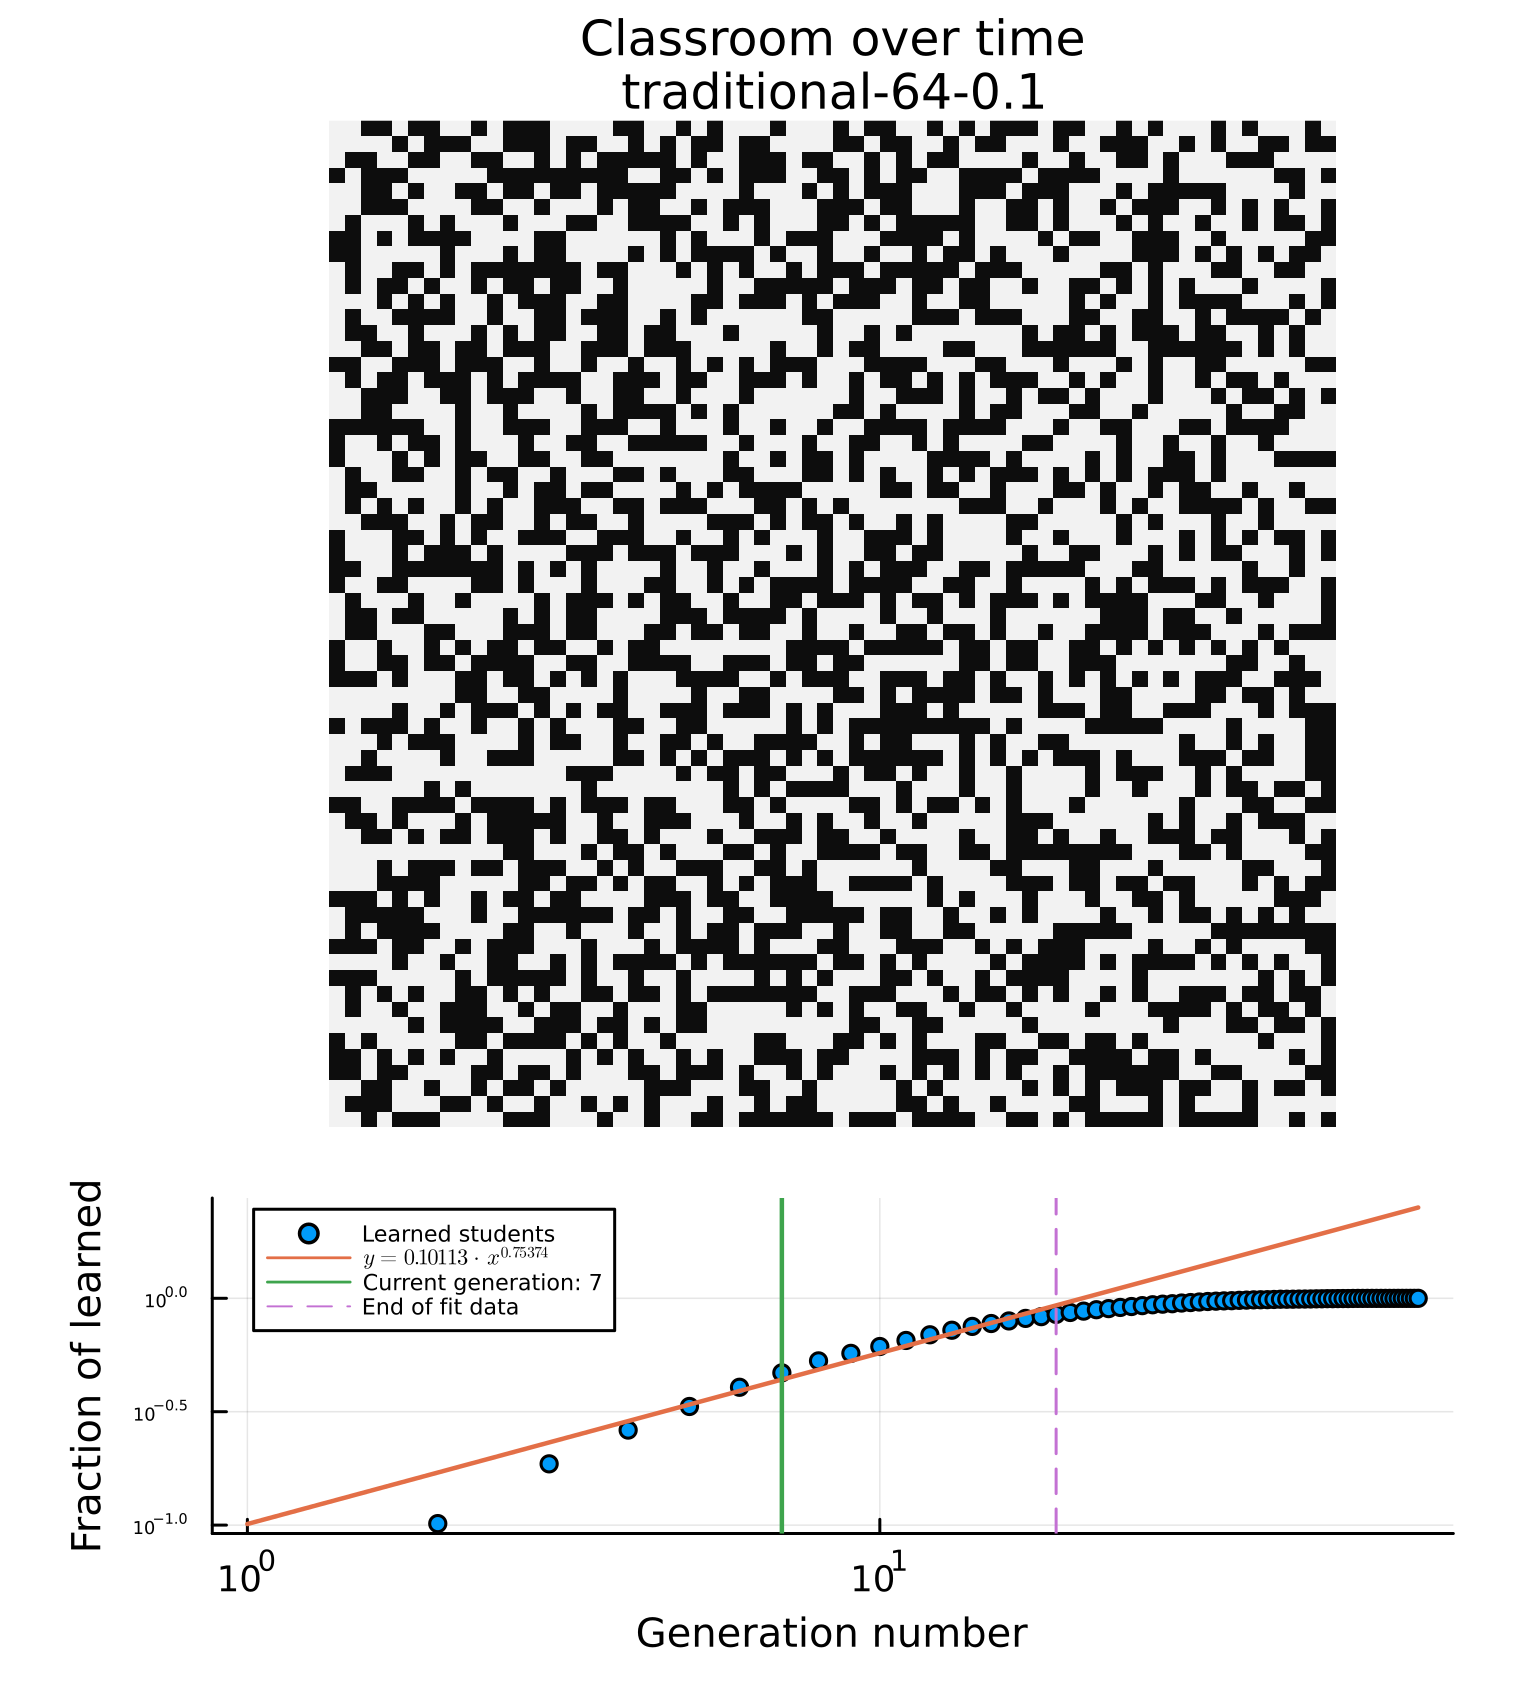 Classroom over time
traditional-64-0.1
Fraction of learned
Learned students
y = 0.10113 · x^0.75374
Current generation: 7
End of fit data
10^0.0
10^−0.5
10^−1.0
10^0
10^1
Generation number